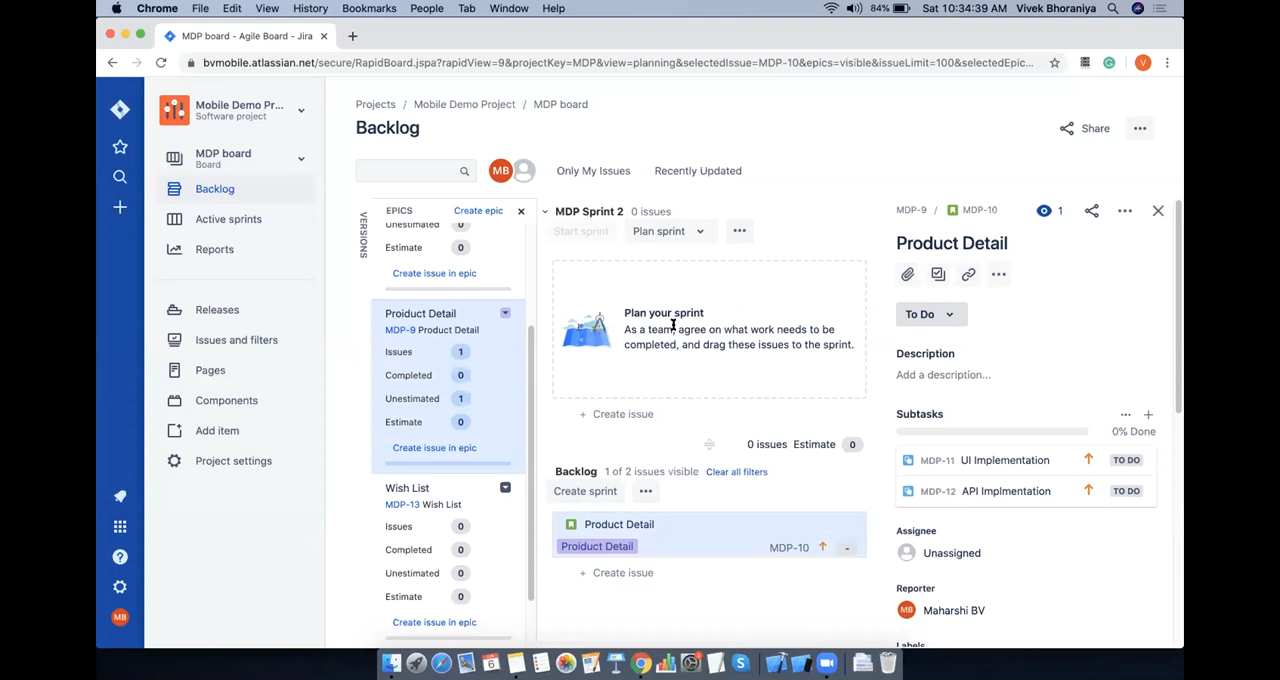 Chrome File Edit View History Bookmarks People Tab Window Help 84% Sat 10:34:39 AM Vivek Bhoraniya
MDP board - Agile Board - Jira
bvmobile.atlassian.net/secure/RapidBoard.jspa?rapidView=9&projectKey=MDP&view=planning&selectedIssue=MDP-10&epics=visible&issueLimit=100&selectedEpic... V
Mobile Demo Pr...
Software project
MDP board
Board
Backlog
Active sprints
Reports
Releases
Issues and filters
Pages
Components
Add item
Project settings
MB
Projects / Mobile Demo Project / MDP board
Backlog
Share
MB
Only My Issues Recently Updated
VERSIONS
EPICS Create epic
Unestimated 0
Estimate 0
Create issue in epic
Prioduct Detail
MDP-9 Product Detail
Issues 1
Completed 0
Unestimated 1
Estimate 0
Create issue in epic
Wish List
MDP-13 Wish List
Issues 0
Completed 0
Unestimated 0
Estimate 0
Create issue in epic
MDP Sprint 2 0 issues
Start sprint Plan sprint
Plan your sprint
As a team, agree on what work needs to be
completed, and drag these issues to the sprint.
+ Create issue
0 issues Estimate 0
Backlog 1 of 2 issues visible Clear all filters
Create sprint
Product Detail
Prioduct Detail MDP-10 -
+ Create issue
MDP-9 / MDP-10 1
Product Detail
To Do
Description
Add a description...
Subtasks
0% Done
MDP-11 UI Implementation TO DO
MDP-12 API Implmentation TO DO
Assignee
Unassigned
Reporter
MB Maharshi BV
Labels
6